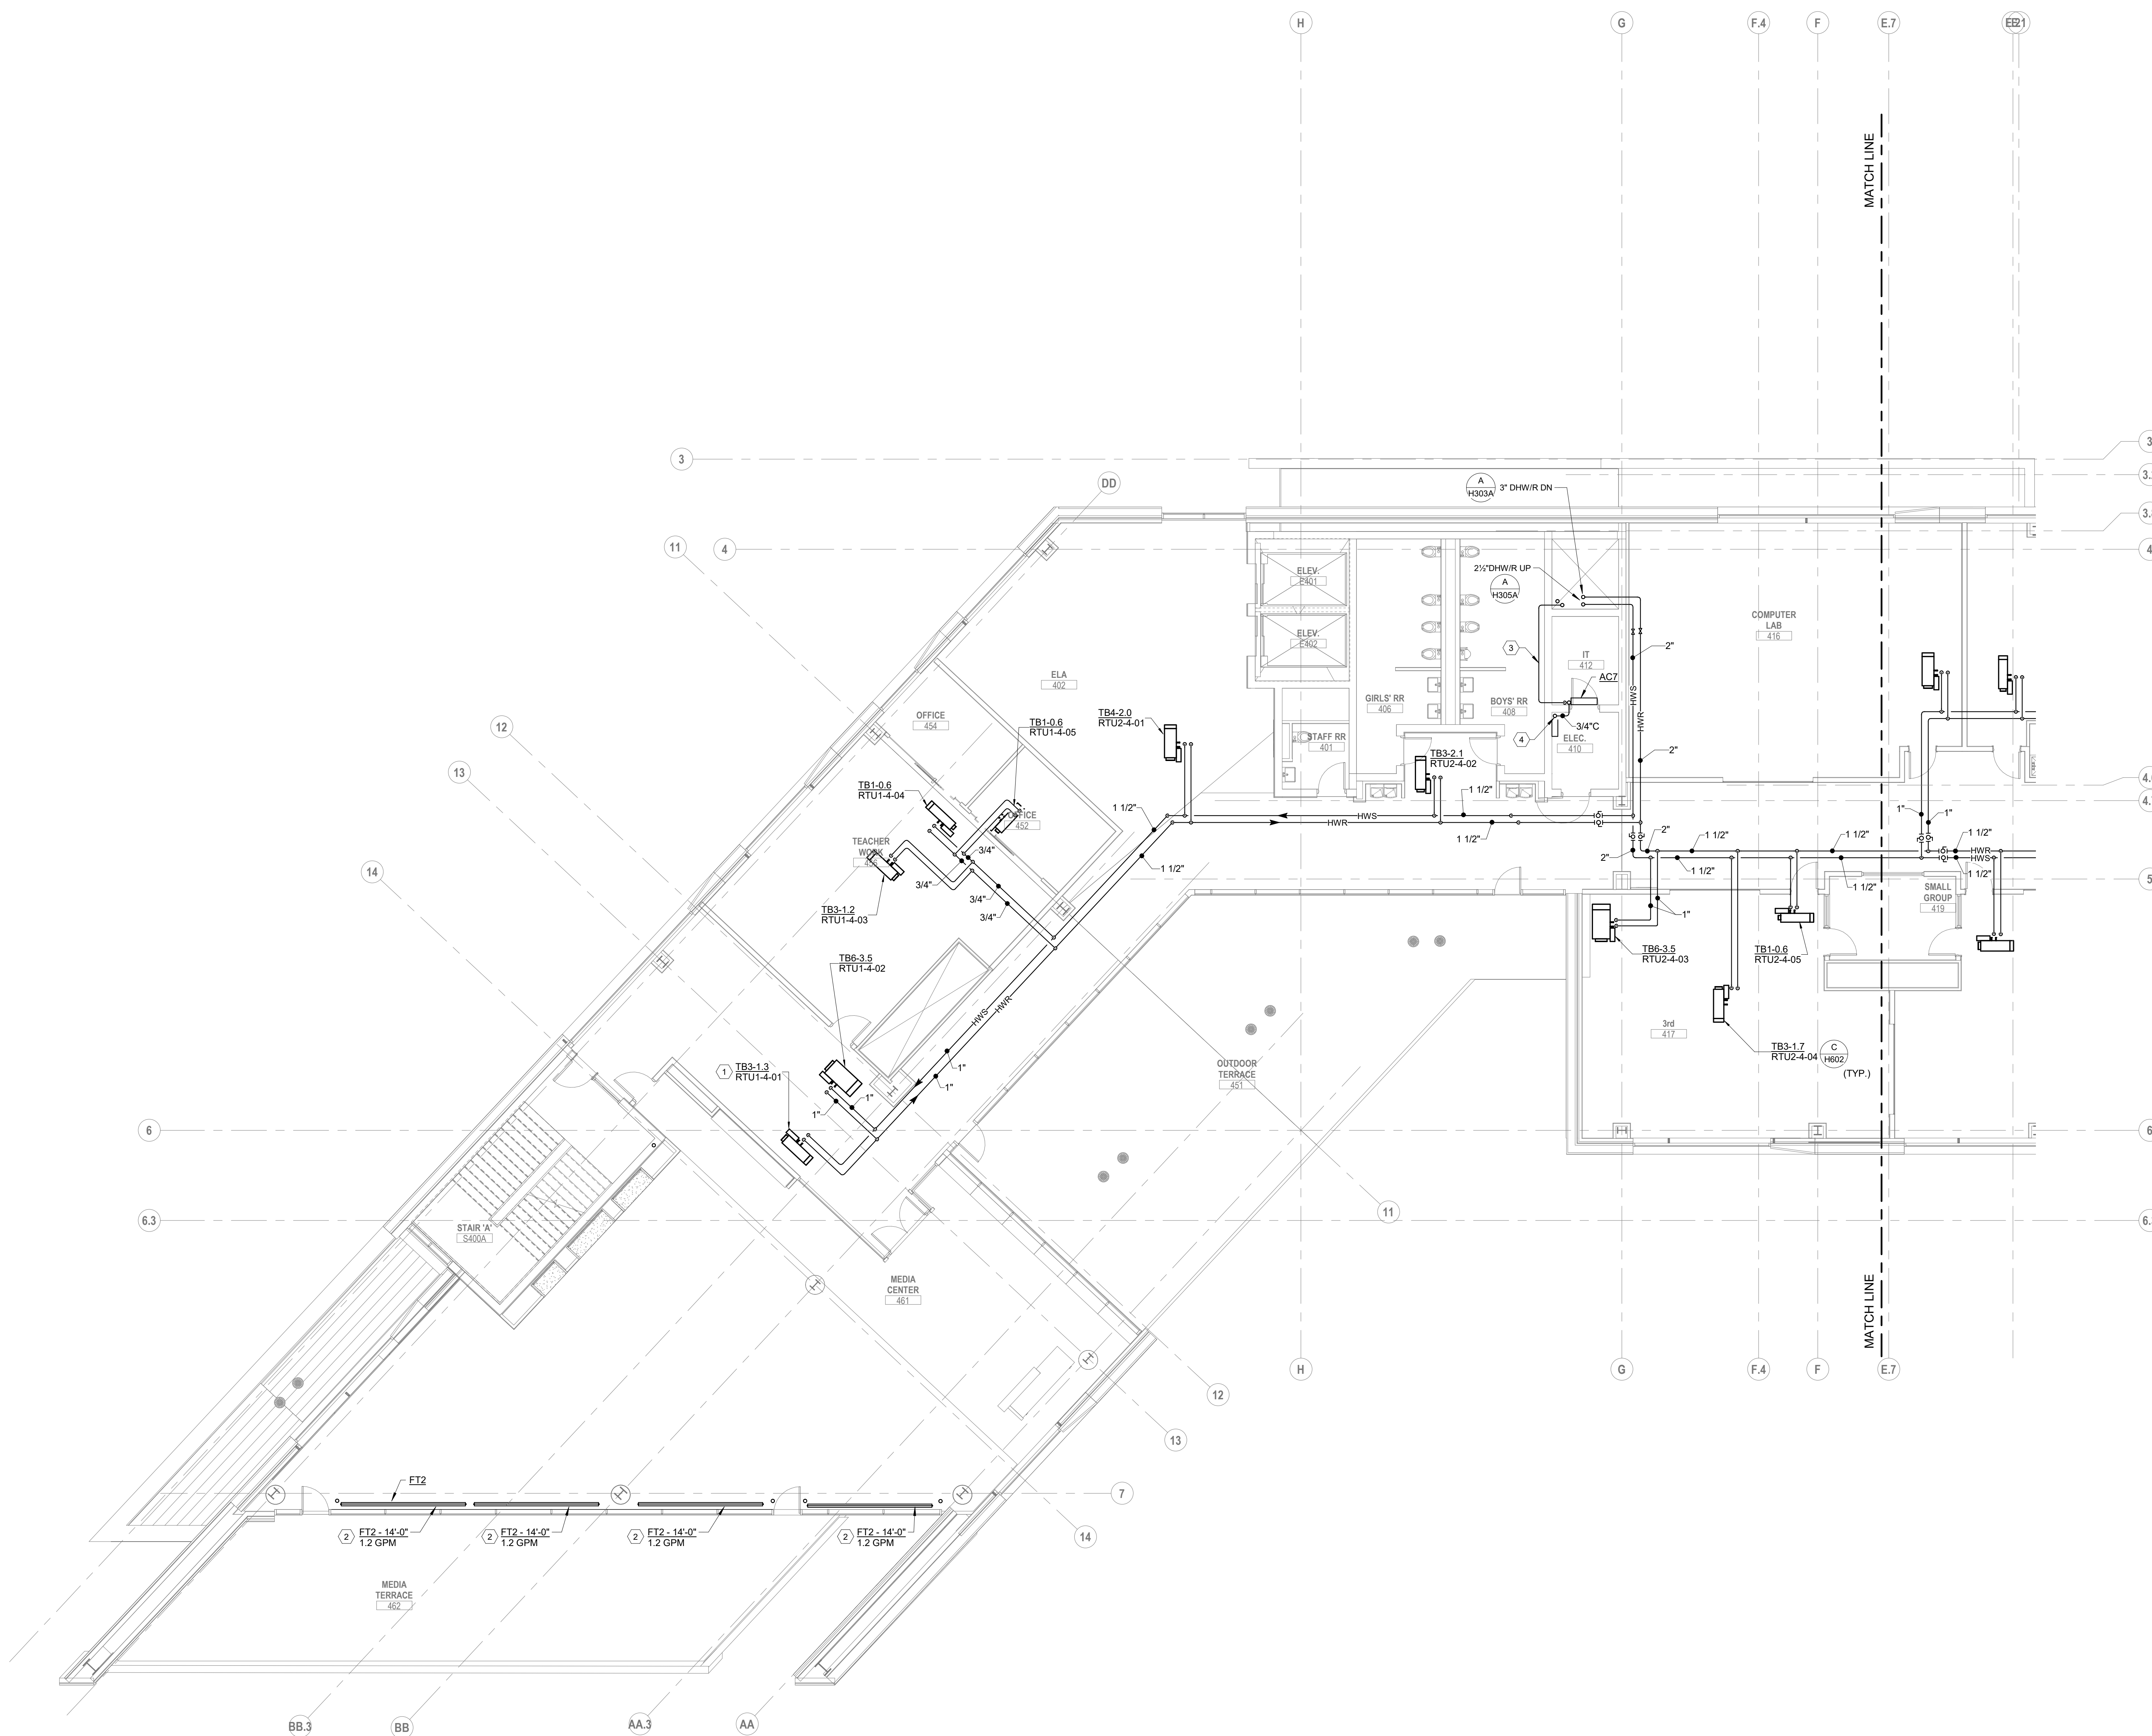 H
G
F.4
F
E.7
MATCH LINE
3
3
DD
A
H303A
3" DHW/R DN
11
4
4
2½"DHW/R UP
A
H305A
ELEV.
E401
ELEV.
E402
COMPUTER
LAB
416
2"
3
IT
412
AC7
ELA
402
GIRLS' RR
406
BOYS' RR
408
HWS
HWR
OFFICE
454
TB1-0.6
RTU1-4-05
TB4-2.0
RTU2-4-01
12
3/4"C
4
STAFF RR
401
ELEC.
410
2"
TB3-2.1
RTU2-4-02
13
TB1-0.6
RTU1-4-04
1 1/2"
1 1/2"
OFFICE
452
HWS
HWR
1"
1"
TEACHER
WORK
3/4"
1 1/2"
2"
1 1/2"
1 1/2"
1 1/2"
HWR
HWS
2"
14
3/4"
1 1/2"
1 1/2"
1 1/2"
1 1/2"
5
3/4"
3/4"
SMALL
GROUP
419
TB3-1.2
RTU1-4-03
1"
TB6-3.5
RTU1-4-02
TB6-3.5
RTU2-4-03
TB1-0.6
RTU2-4-05
HWS
HWR
3rd
417
1
TB3-1.3
RTU1-4-01
1"
1"
OUTDOOR
TERRACE
451
TB3-1.7
RTU2-4-04
C
H602
(TYP.)
1"
1"
6
6
11
6.3
STAIR 'A'
S400A
MEDIA
CENTER
461
MATCH LINE
H
G
F.4
F
E.7
12
13
FT2
7
2
FT2 - 14'-0"
1.2 GPM
2
FT2 - 14'-0"
1.2 GPM
2
FT2 - 14'-0"
1.2 GPM
2
FT2 - 14'-0"
1.2 GPM
14
MEDIA
TERRACE
462
BB.3
BB
AA.3
AA